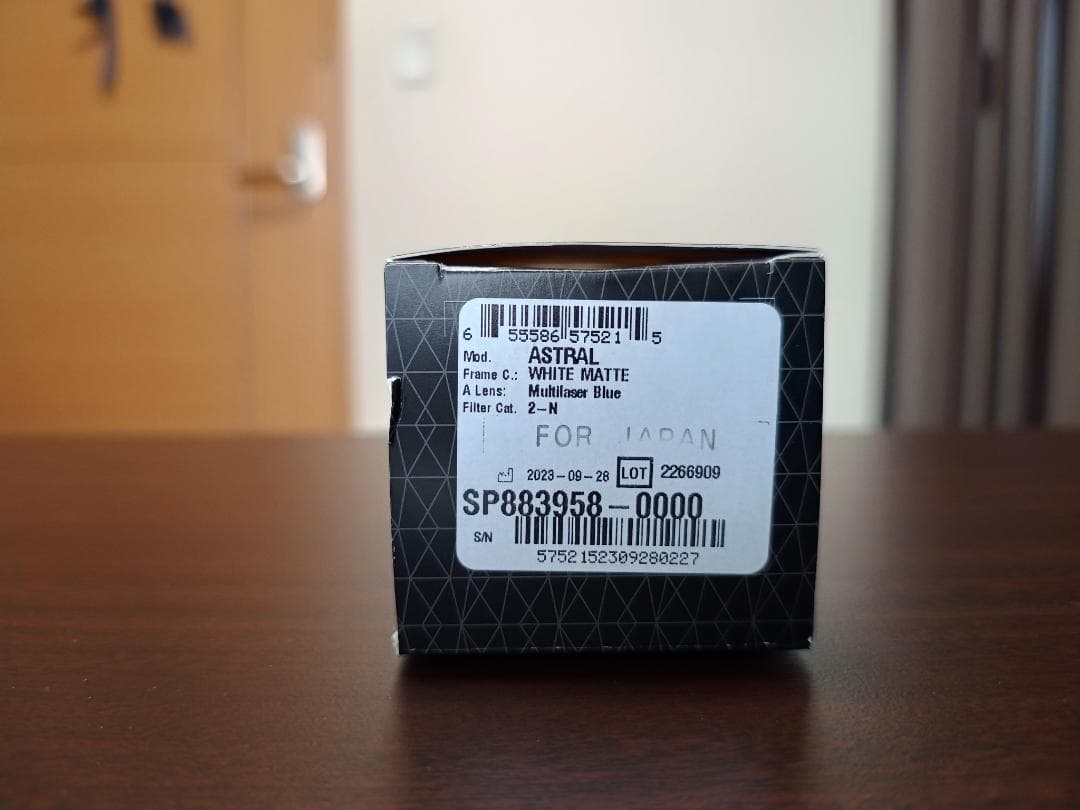 6 55586 57521 5
Mod. ASTRAL
Frame C.: WHITE MATTE
A Lens: Multilaser Blue
Filter Cat. 2-N
FOR JAPAN
2023-09-28 LOT 2266909
SP883958-0000
S/N
5752152309280227